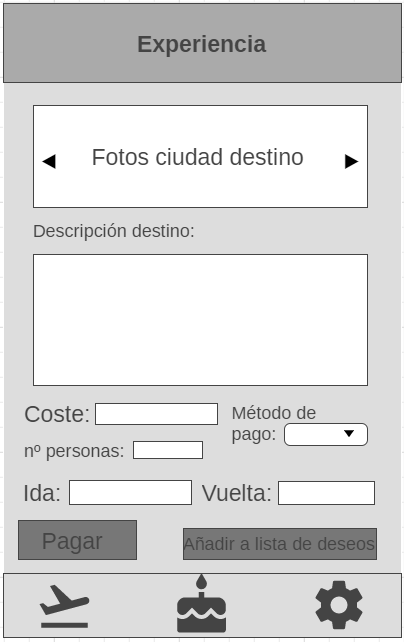 Experiencia
Fotos ciudad destino
Descripción destino:
Coste:
Método de
pago:
nº personas:
Ida:
Vuelta:
Pagar
Añadir a lista de deseos